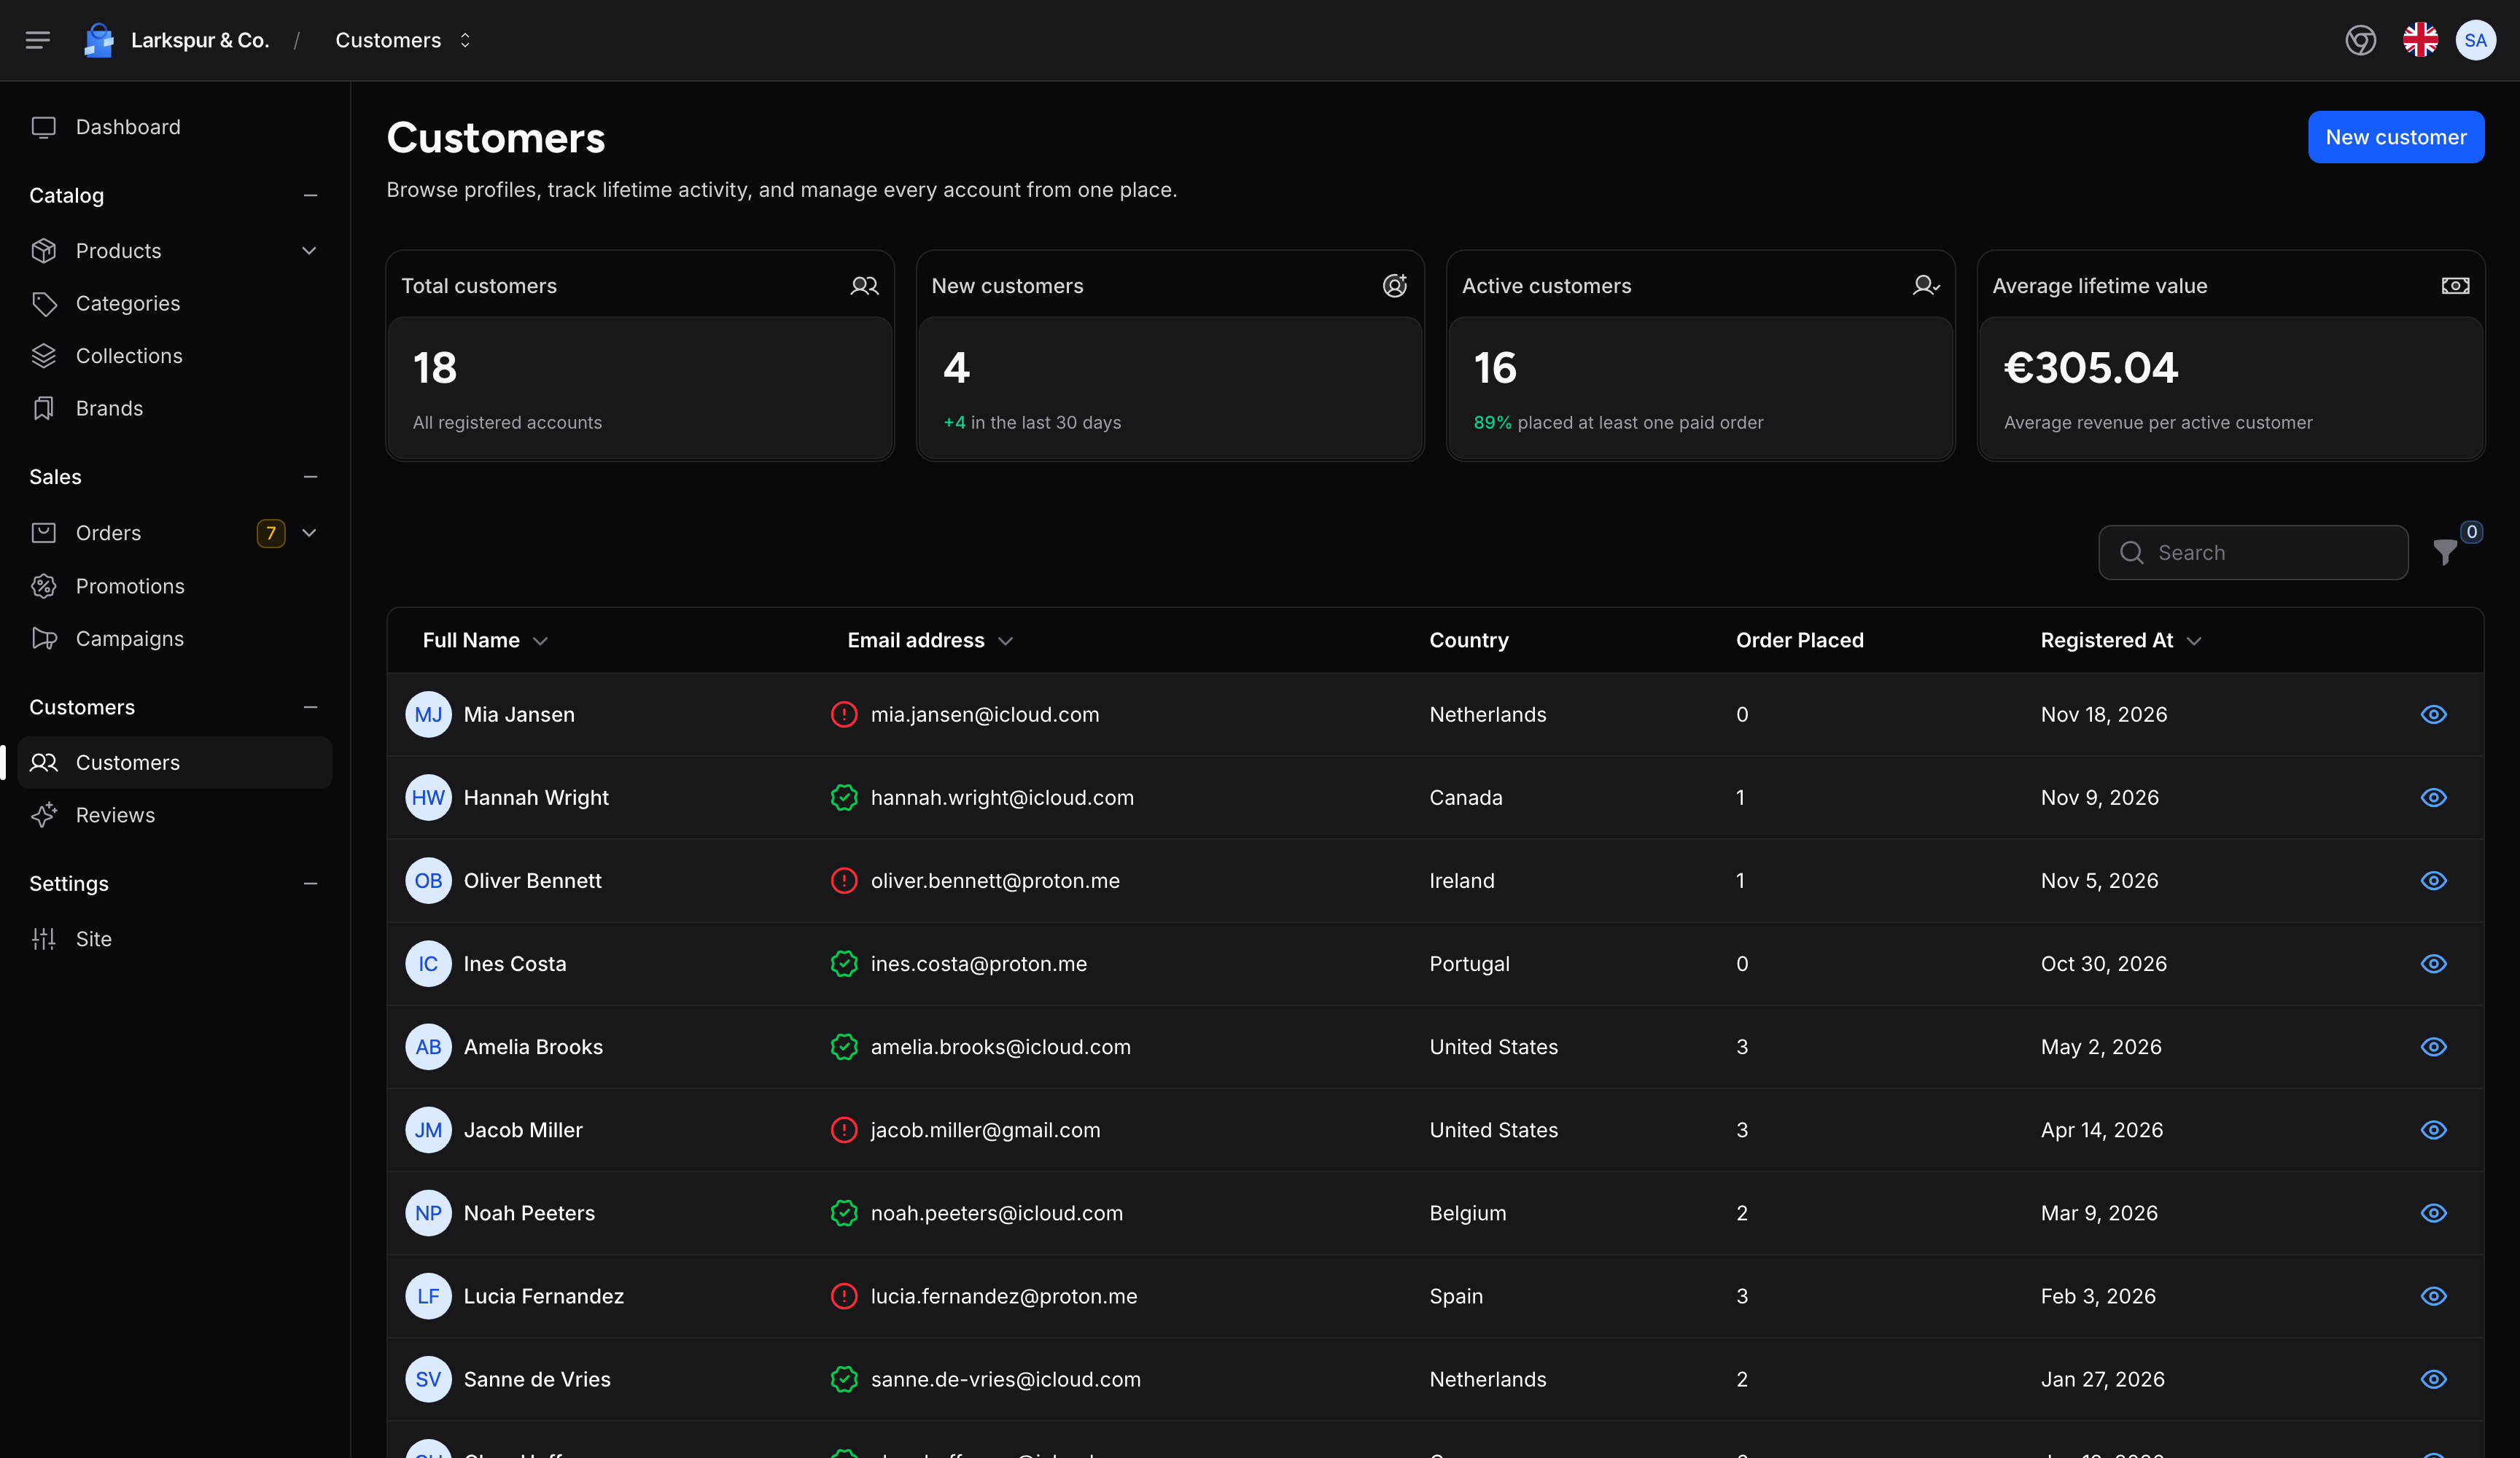 Larkspur & Co. / Customers
SA
Dashboard
Catalog
Products
Categories
Collections
Brands
Sales
Orders 7
Promotions
Campaigns
Customers
Customers
Reviews
Settings
Site
Customers
New customer
Browse profiles, track lifetime activity, and manage every account from one place.
Total customers
18
All registered accounts
New customers
4
+4 in the last 30 days
Active customers
16
89% placed at least one paid order
Average lifetime value
€305.04
Average revenue per active customer
Search
0
Full Name Email address Country Order Placed Registered At
MJ Mia Jansen mia.jansen@icloud.com Netherlands 0 Nov 18, 2026
HW Hannah Wright hannah.wright@icloud.com Canada 1 Nov 9, 2026
OB Oliver Bennett oliver.bennett@proton.me Ireland 1 Nov 5, 2026
IC Ines Costa ines.costa@proton.me Portugal 0 Oct 30, 2026
AB Amelia Brooks amelia.brooks@icloud.com United States 3 May 2, 2026
JM Jacob Miller jacob.miller@gmail.com United States 3 Apr 14, 2026
NP Noah Peeters noah.peeters@icloud.com Belgium 2 Mar 9, 2026
LF Lucia Fernandez lucia.fernandez@proton.me Spain 3 Feb 3, 2026
SV Sanne de Vries sanne.de-vries@icloud.com Netherlands 2 Jan 27, 2026